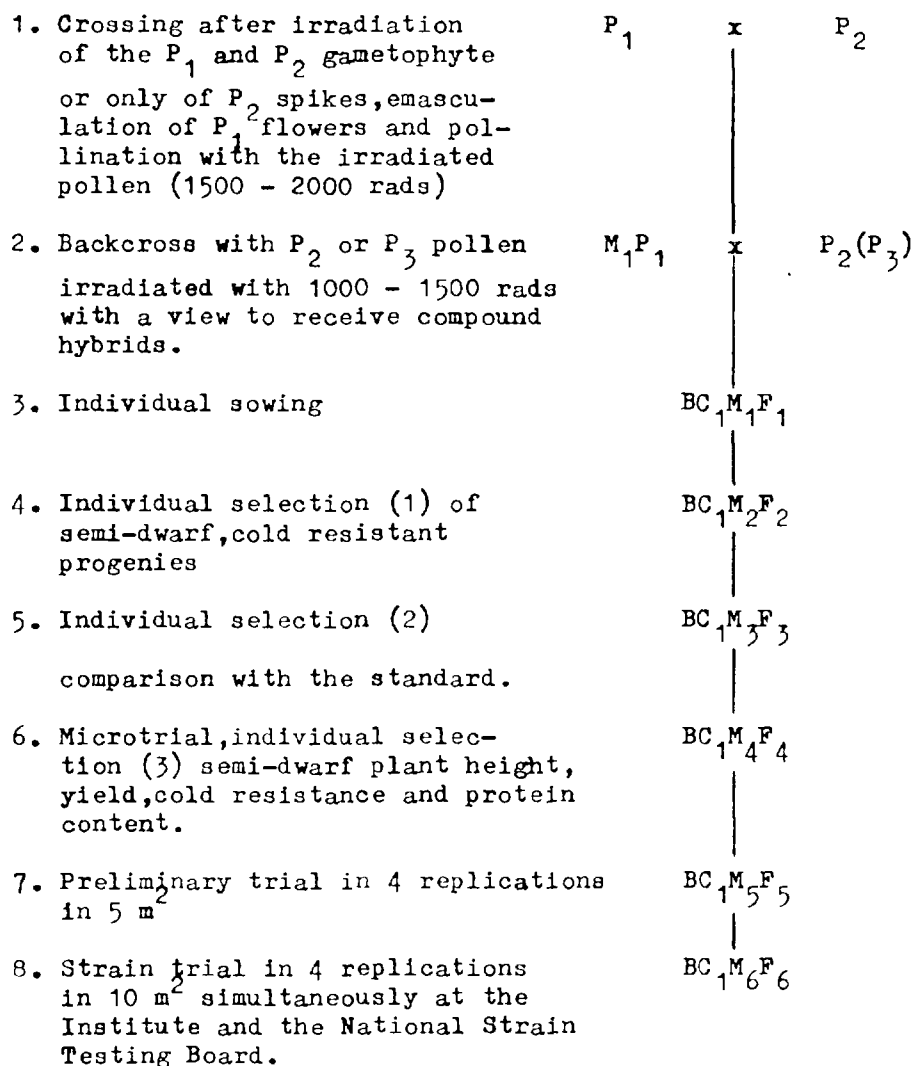 1. Crossing after irradiation P₁ x P₂
of the P₁ and P₂ gametophyte
or only of P₂ spikes,emascu-
lation of P₁ flowers and pol-
lination with the irradiated
pollen (1500 - 2000 rads)
2. Backcross with P₂ or P₃ pollen M₁P₁ x P₂(P₃)
irradiated with 1000 - 1500 rads
with a view to receive compound
hybrids.
3. Individual sowing BC₁M₁F₁
4. Individual selection (1) of BC₁M₂F₂
semi-dwarf,cold resistant
progenies
5. Individual selection (2) BC₁M₃F₃
comparison with the standard.
6. Microtrial,individual selec- BC₁M₄F₄
tion (3) semi-dwarf plant height,
yield,cold resistance and protein
content.
7. Preliminary trial in 4 replications BC₁M₅F₅
in 5 m²
8. Strain trial in 4 replications BC₁M₆F₆
in 10 m² simultaneously at the
Institute and the National Strain
Testing Board.